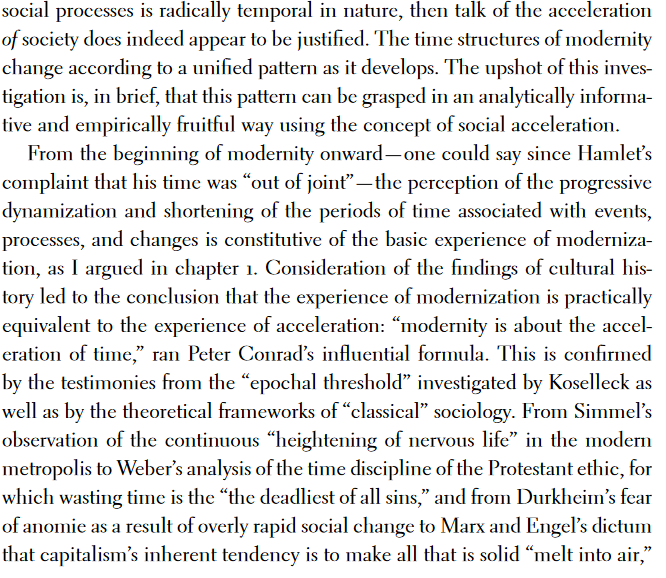 social processes is radically temporal in nature, then talk of the acceleration
of society does indeed appear to be justified. The time structures of modernity
change according to a unified pattern as it develops. The upshot of this inves-
tigation is, in brief, that this pattern can be grasped in an analytically informa-
tive and empirically fruitful way using the concept of social acceleration.
From the beginning of modernity onward—one could say since Hamlet’s
complaint that his time was “out of joint”—the perception of the progressive
dynamization and shortening of the periods of time associated with events,
processes, and changes is constitutive of the basic experience of moderniza-
tion, as I argued in chapter 1. Consideration of the findings of cultural his-
tory led to the conclusion that the experience of modernization is practically
equivalent to the experience of acceleration: “modernity is about the accel-
eration of time,” ran Peter Conrad’s influential formula. This is confirmed
by the testimonies from the “epochal threshold” investigated by Koselleck as
well as by the theoretical frameworks of “classical” sociology. From Simmel’s
observation of the continuous “heightening of nervous life” in the modern
metropolis to Weber’s analysis of the time discipline of the Protestant ethic, for
which wasting time is the “the deadliest of all sins,” and from Durkheim’s fear
of anomie as a result of overly rapid social change to Marx and Engel’s dictum
that capitalism’s inherent tendency is to make all that is solid “melt into air,”